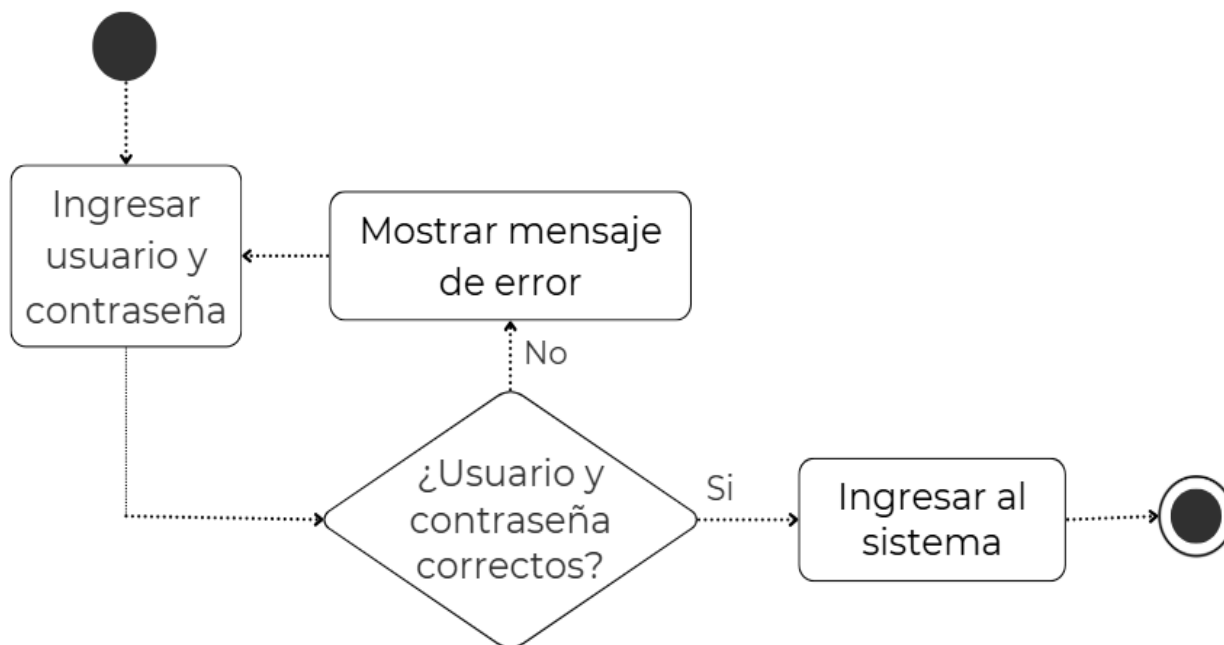 Ingresar
usuario y
contraseña
Mostrar mensaje
de error
No
¿Usuario y
contraseña
correctos?
Si
Ingresar al
sistema